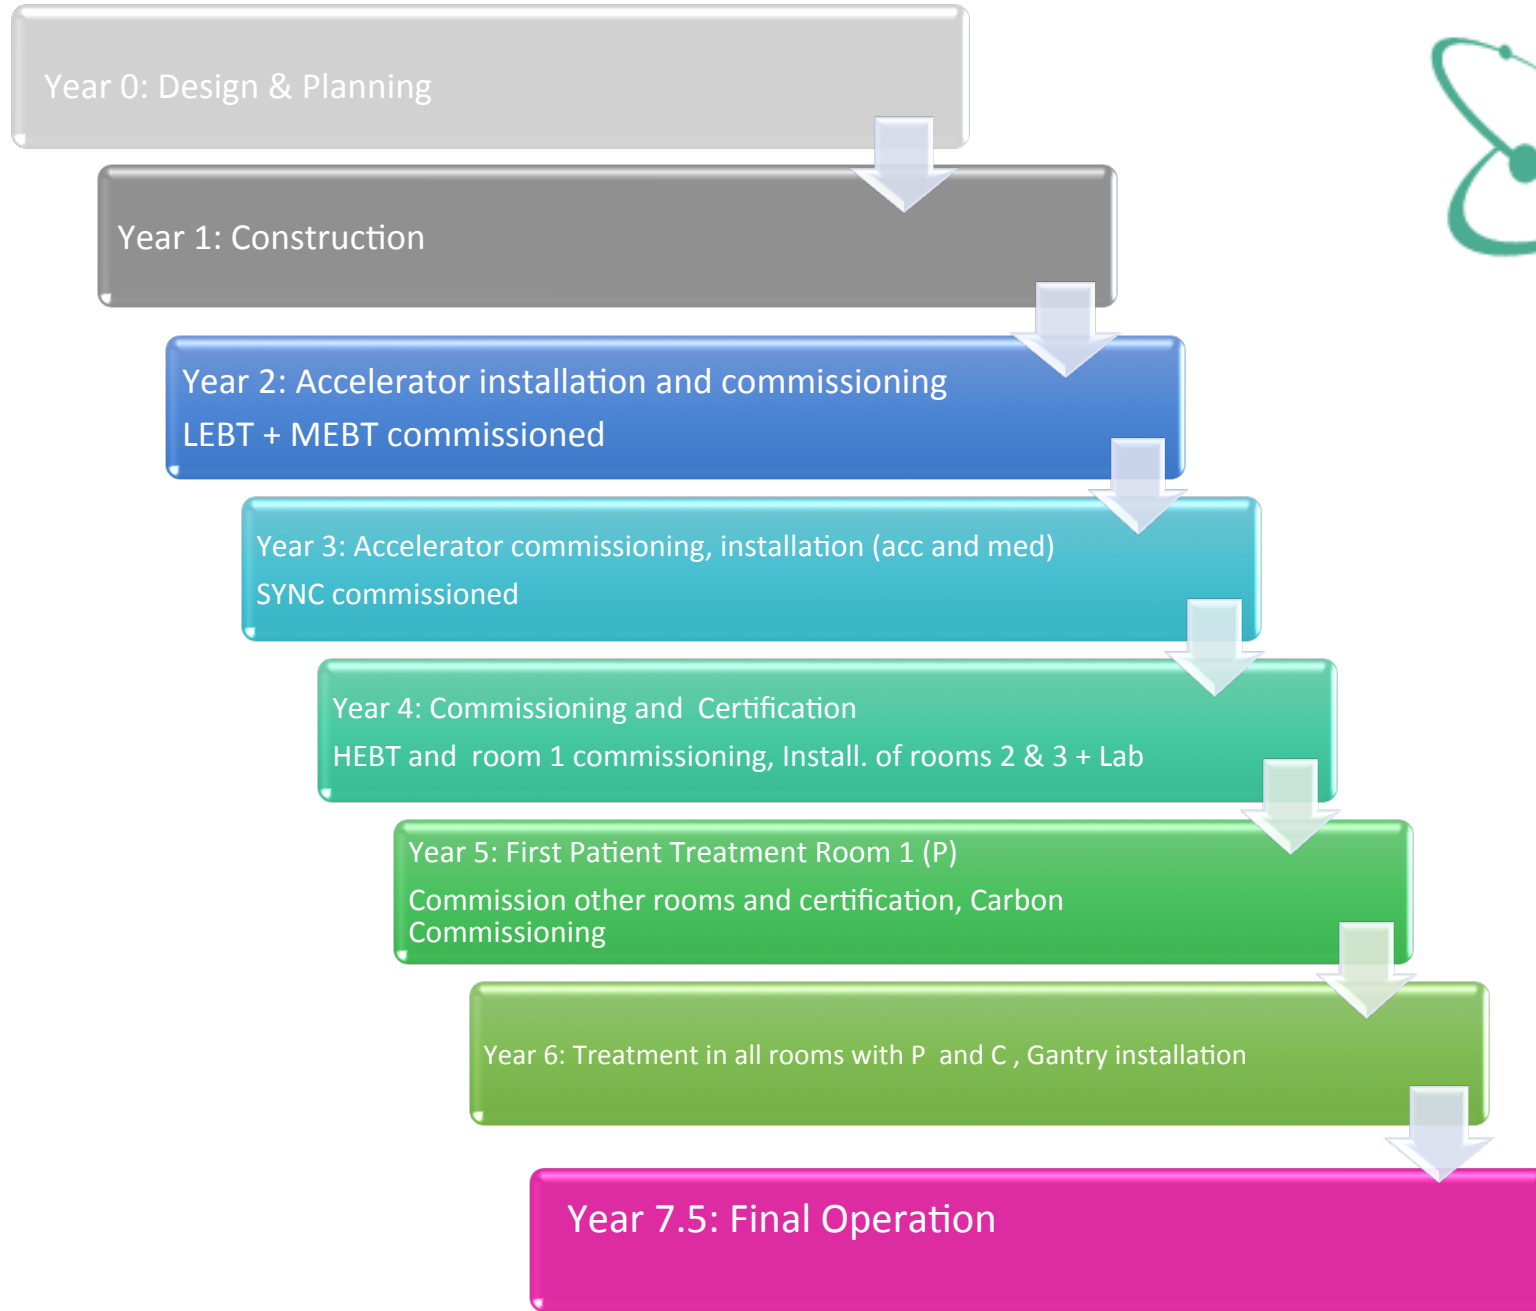 Year 0: Design & Planning
Year 1: Construction
Year 2: Accelerator installation and commissioning
LEBT + MEBT commissioned
Year 3: Accelerator commissioning, installation (acc and med)
SYNC commissioned
Year 4: Commissioning and  Certification
HEBT and  room 1 commissioning, Install. of rooms 2 & 3 + Lab
Year 5: First Patient Treatment Room 1 (P)
Commission other rooms and certification, Carbon
Commissioning
Year 6: Treatment in all rooms with P  and C , Gantry installation
Year 7.5: Final Operation